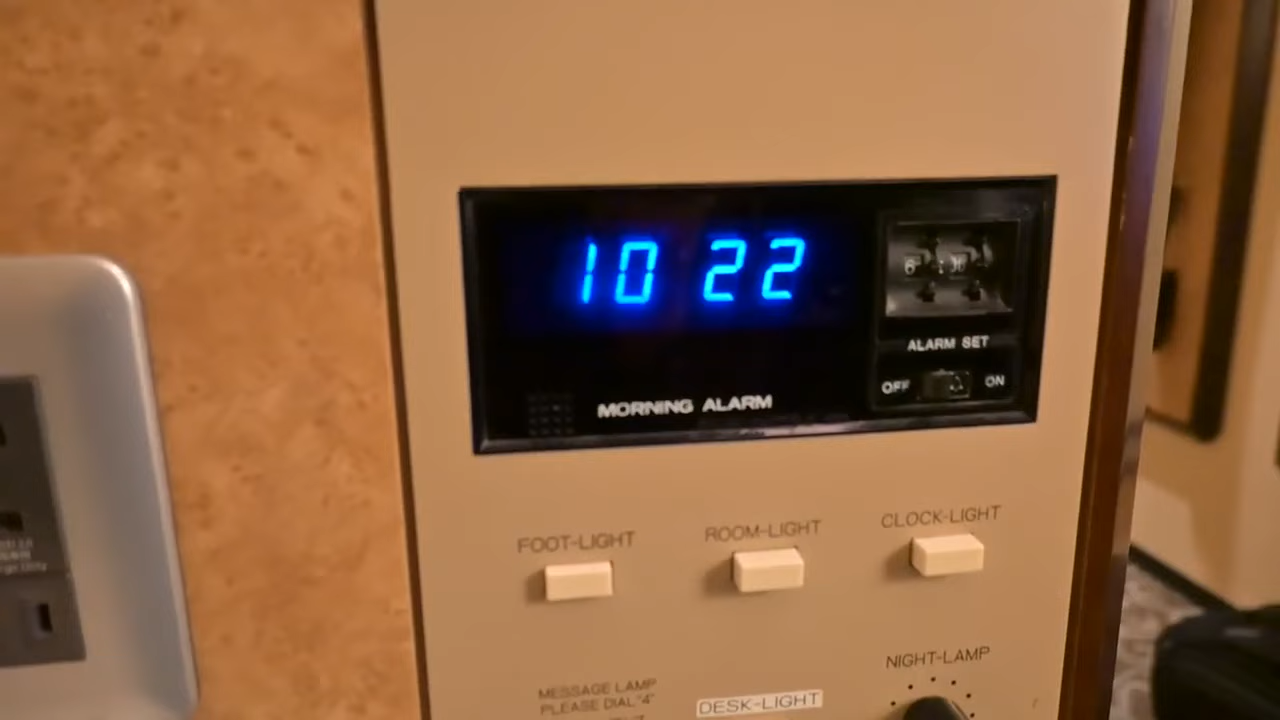 10 22
ALARM SET
OFF ON
MORNING ALARM
FOOT-LIGHT
ROOM-LIGHT
CLOCK-LIGHT
NIGHT-LAMP
MESSAGE LAMP
PLEASE DIAL "4"
DESK-LIGHT